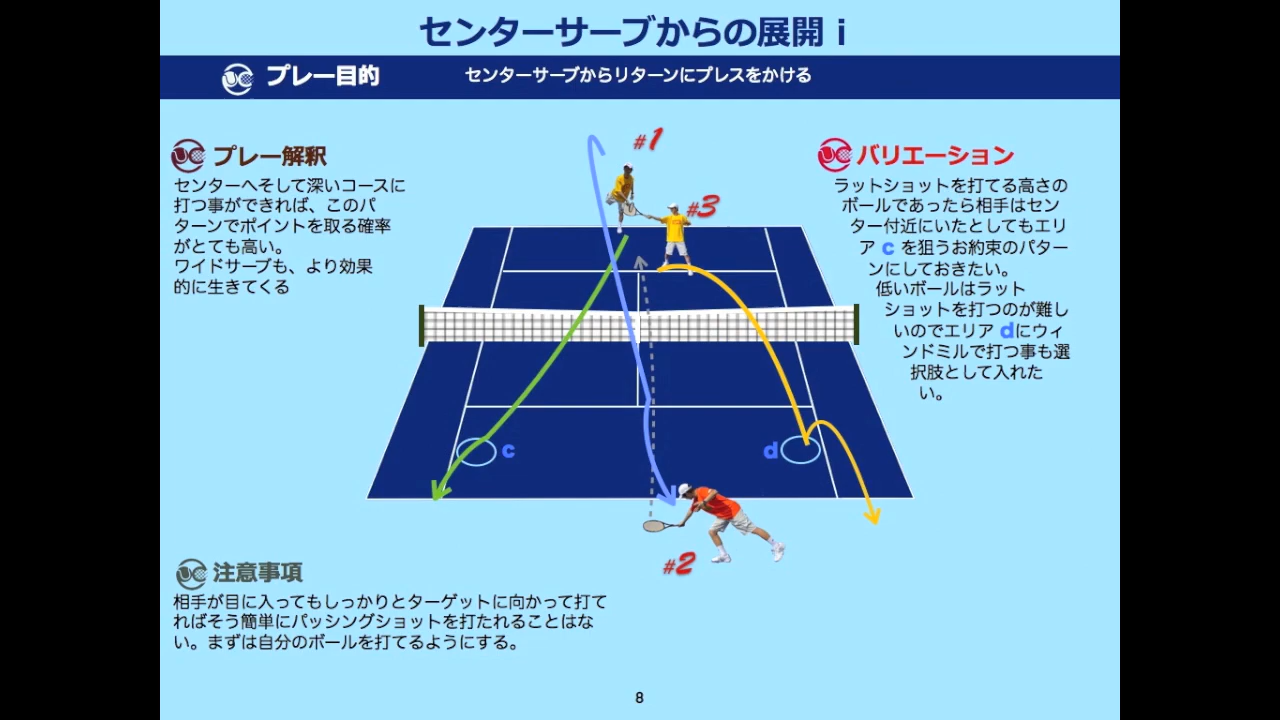 センターサーブからの展開 i
プレー目的
センターサーブからリターンにプレスをかける
プレー解釈
センターへそして深いコースに
打つ事ができれば、このパ
ターンでポイントを取る確率
がとても高い。
ワイドサーブも、より効果
的に生きてくる
#1
#3
バリエーション
ラットショットを打てる高さの
ボールであったら相手はセン
ター付近にいたとしてもエリ
ア c を狙うお約束のパター
ンにしておきたい。
低いボールはラット
ショットを打つのが難し
いのでエリア dにウィ
ンドミルで打つ事も選
択肢として入れた
い。
c
d
#2
注意事項
相手が目に入ってもしっかりとターゲットに向かって打て
ればそう簡単にパッシングショットを打たれることはな
い。まずは自分のボールを打てるようにする。
8